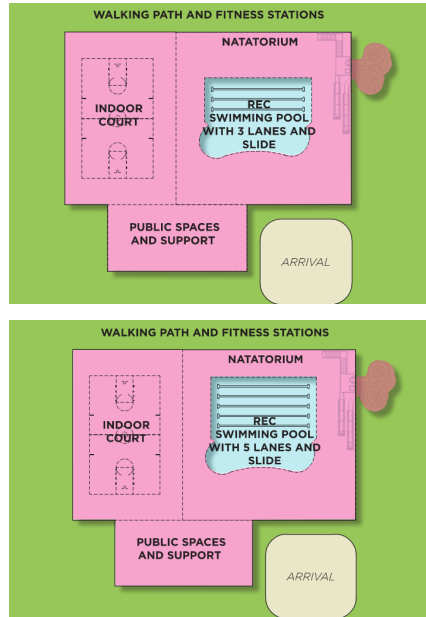 WALKING PATH AND FITNESS STATIONS
NATATORIUM
INDOOR
COURT
REC
SWIMMING POOL
WITH 3 LANES AND
SLIDE
PUBLIC SPACES
AND SUPPORT
ARRIVAL
WALKING PATH AND FITNESS STATIONS
NATATORIUM
INDOOR
COURT
REC
SWIMMING POOL
WITH 5 LANES AND
SLIDE
PUBLIC SPACES
AND SUPPORT
ARRIVAL